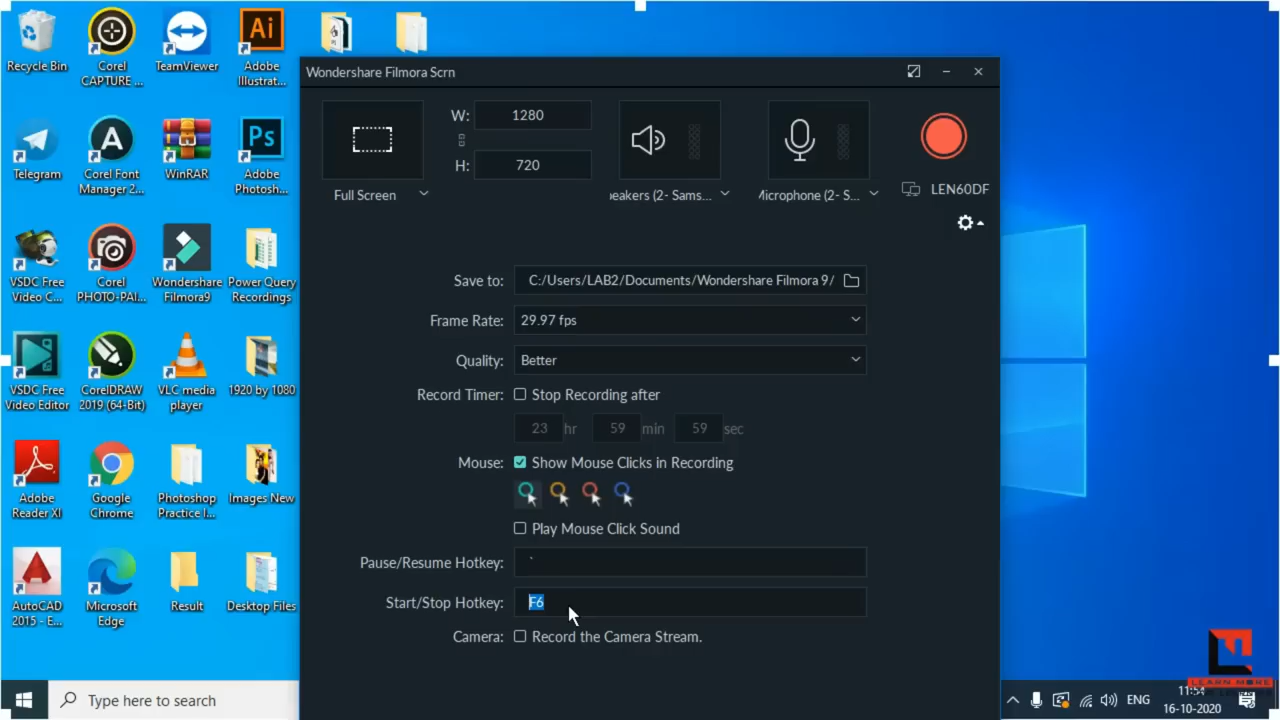 Recycle Bin
Corel
CAPTURE ...
TeamViewer
Adobe
Illustrat...
Telegram
Corel Font
Manager 2...
WinRAR
Adobe
Photosh...
VSDC Free
Video C...
Corel
PHOTO-PAI...
Wondershare
Filmora9
Power Query
Recordings
VSDC Free
Video Editor
CorelDRAW
2019 (64-Bit)
VLC media
player
1920 by 1080
Adobe
Reader XI
Google
Chrome
Photoshop
Practice I...
Images New
AutoCAD
2015 - E...
Microsoft
Edge
Result
Desktop Files
Ai
Ps
Wondershare Filmora Scrn
W:
1280
H:
720
Full Screen
eakers (2- Sams...
Microphone (2- S...
LEN60DF
Save to:
C:/Users/LAB2/Documents/Wondershare Filmora 9/
Frame Rate:
29.97 fps
Quality:
Better
Record Timer:
Stop Recording after
23 hr 59 min 59 sec
Mouse:
Show Mouse Clicks in Recording
Play Mouse Click Sound
Pause/Resume Hotkey:
`
Start/Stop Hotkey:
F6
Camera:
Record the Camera Stream.
LEARN MORE
Type here to search
ENG
11:54
16-10-2020